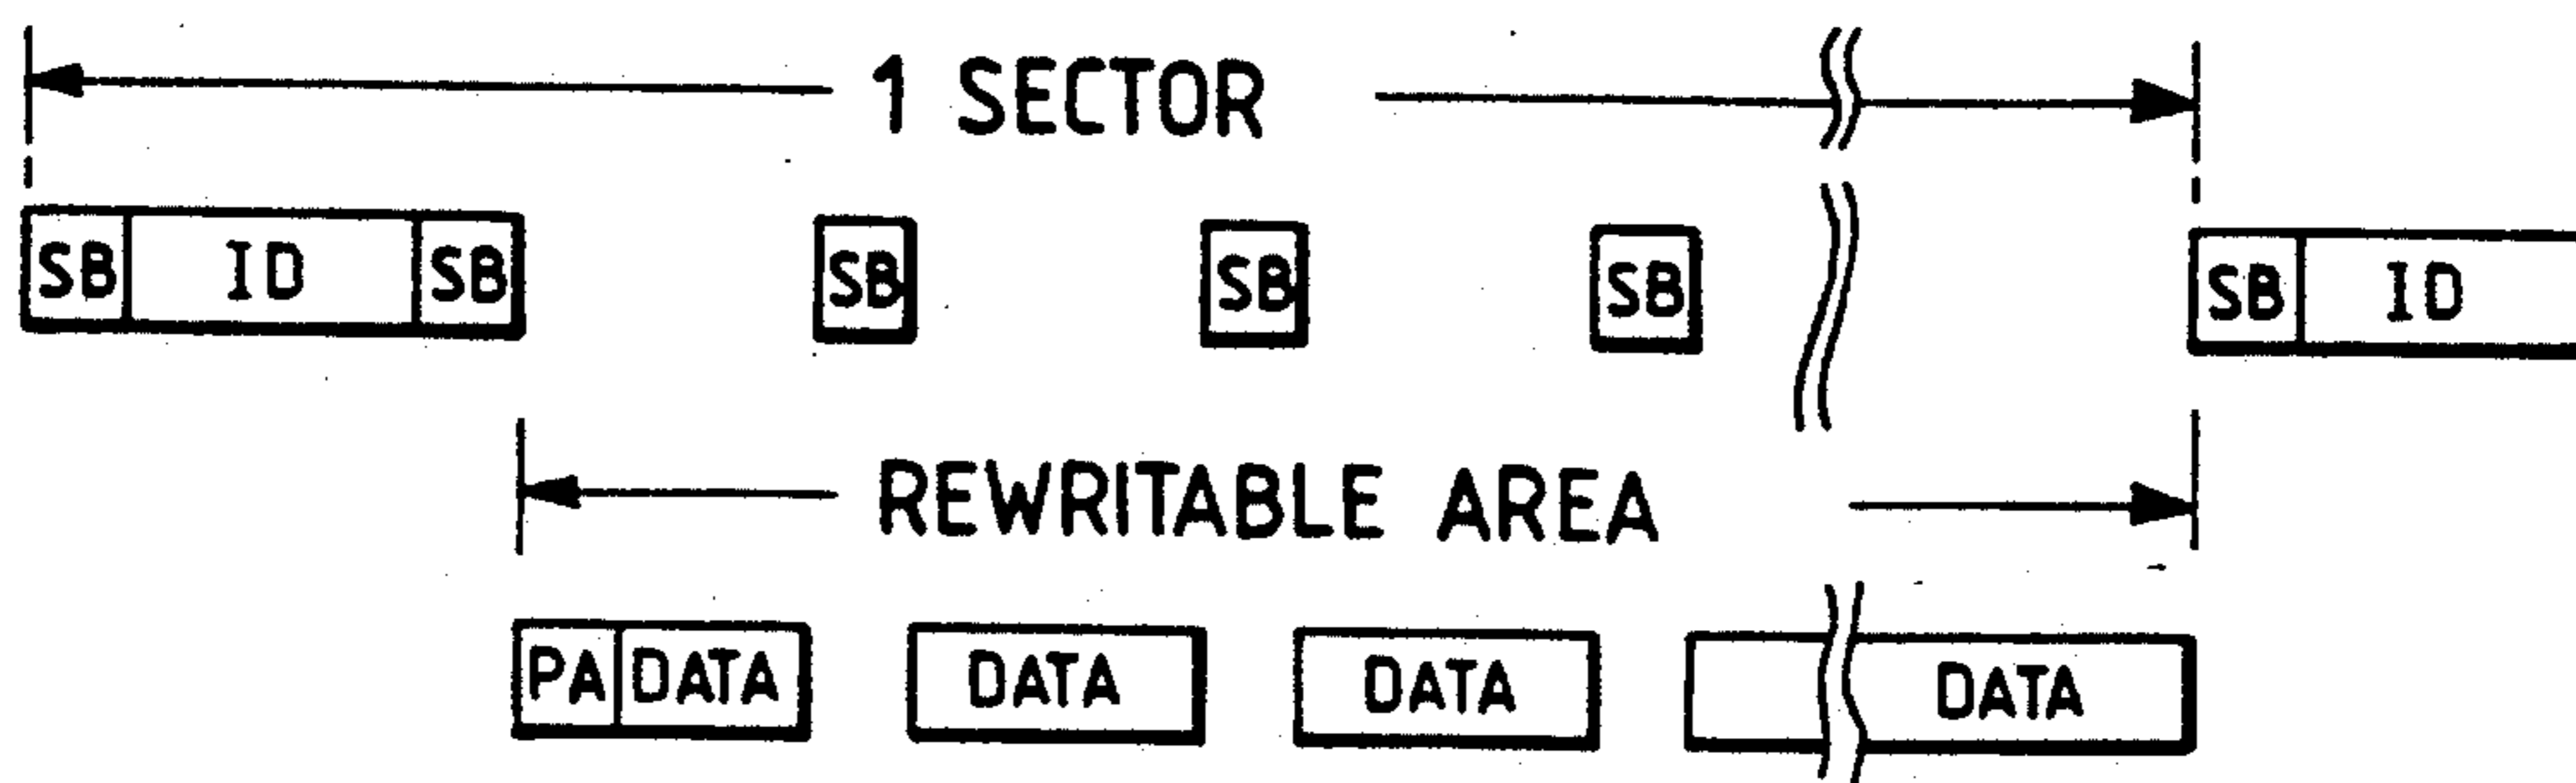 1 SECTOR
SB ID SB SB SB SB SB ID
REWRITABLE AREA
PA DATA DATA DATA DATA